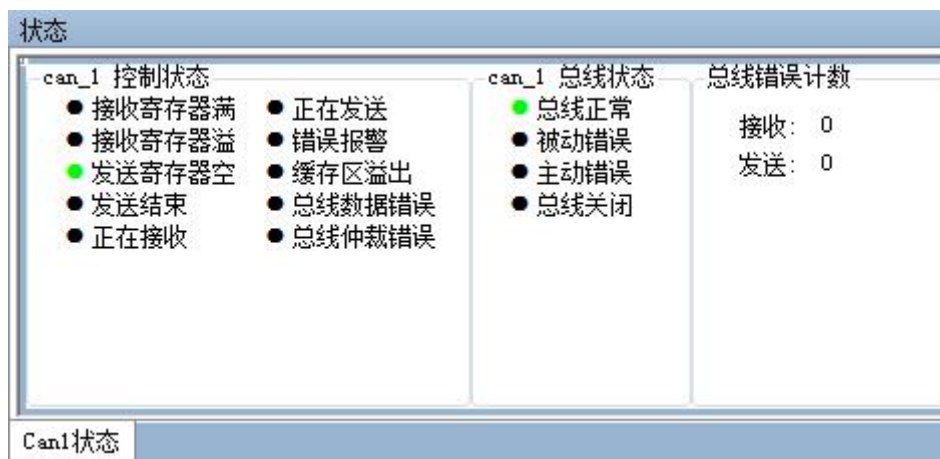 状态
can_1 控制状态
接收寄存器满
接收寄存器溢
发送寄存器空
发送结束
正在接收
正在发送
错误报警
缓存区溢出
总线数据错误
总线仲裁错误
can_1 总线状态
总线正常
被动错误
主动错误
总线关闭
总线错误计数
接收: 0
发送: 0
Can1状态